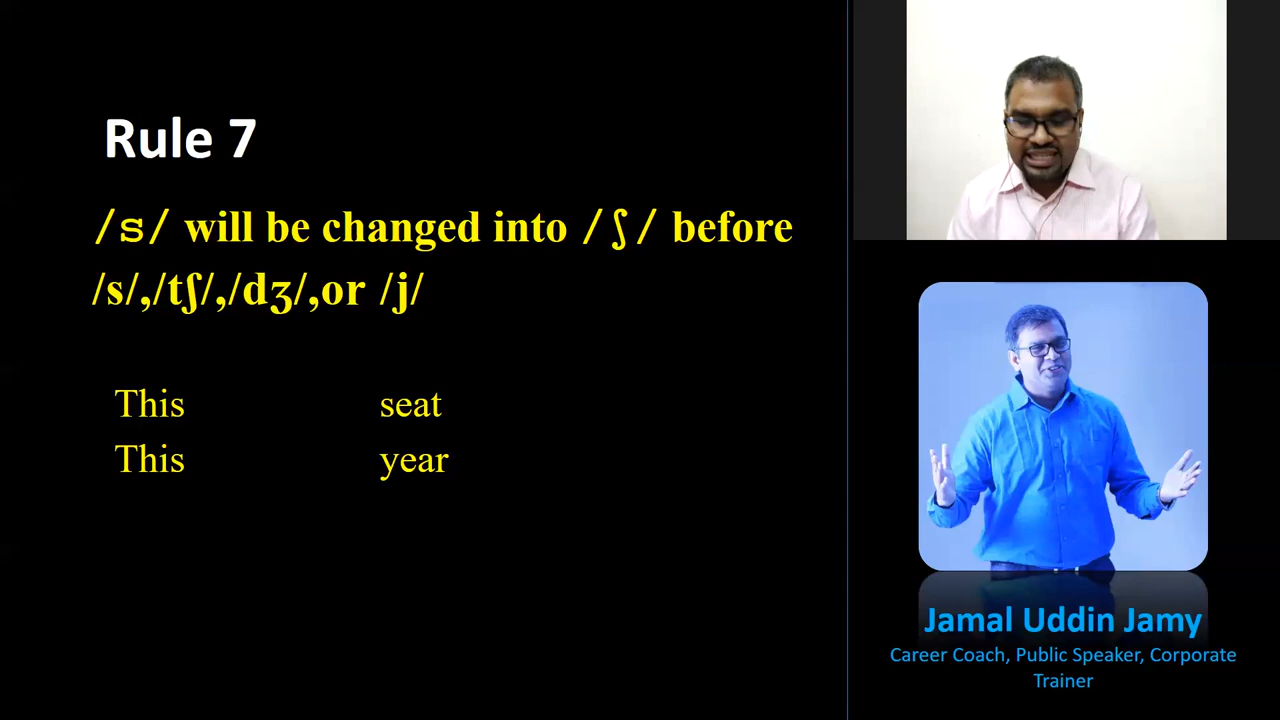 Rule 7
/s/ will be changed into /ʃ/ before
/s/,/tʃ/,/dʒ/,or /j/
This seat
This year
Jamal Uddin Jamy
Career Coach, Public Speaker, Corporate
Trainer